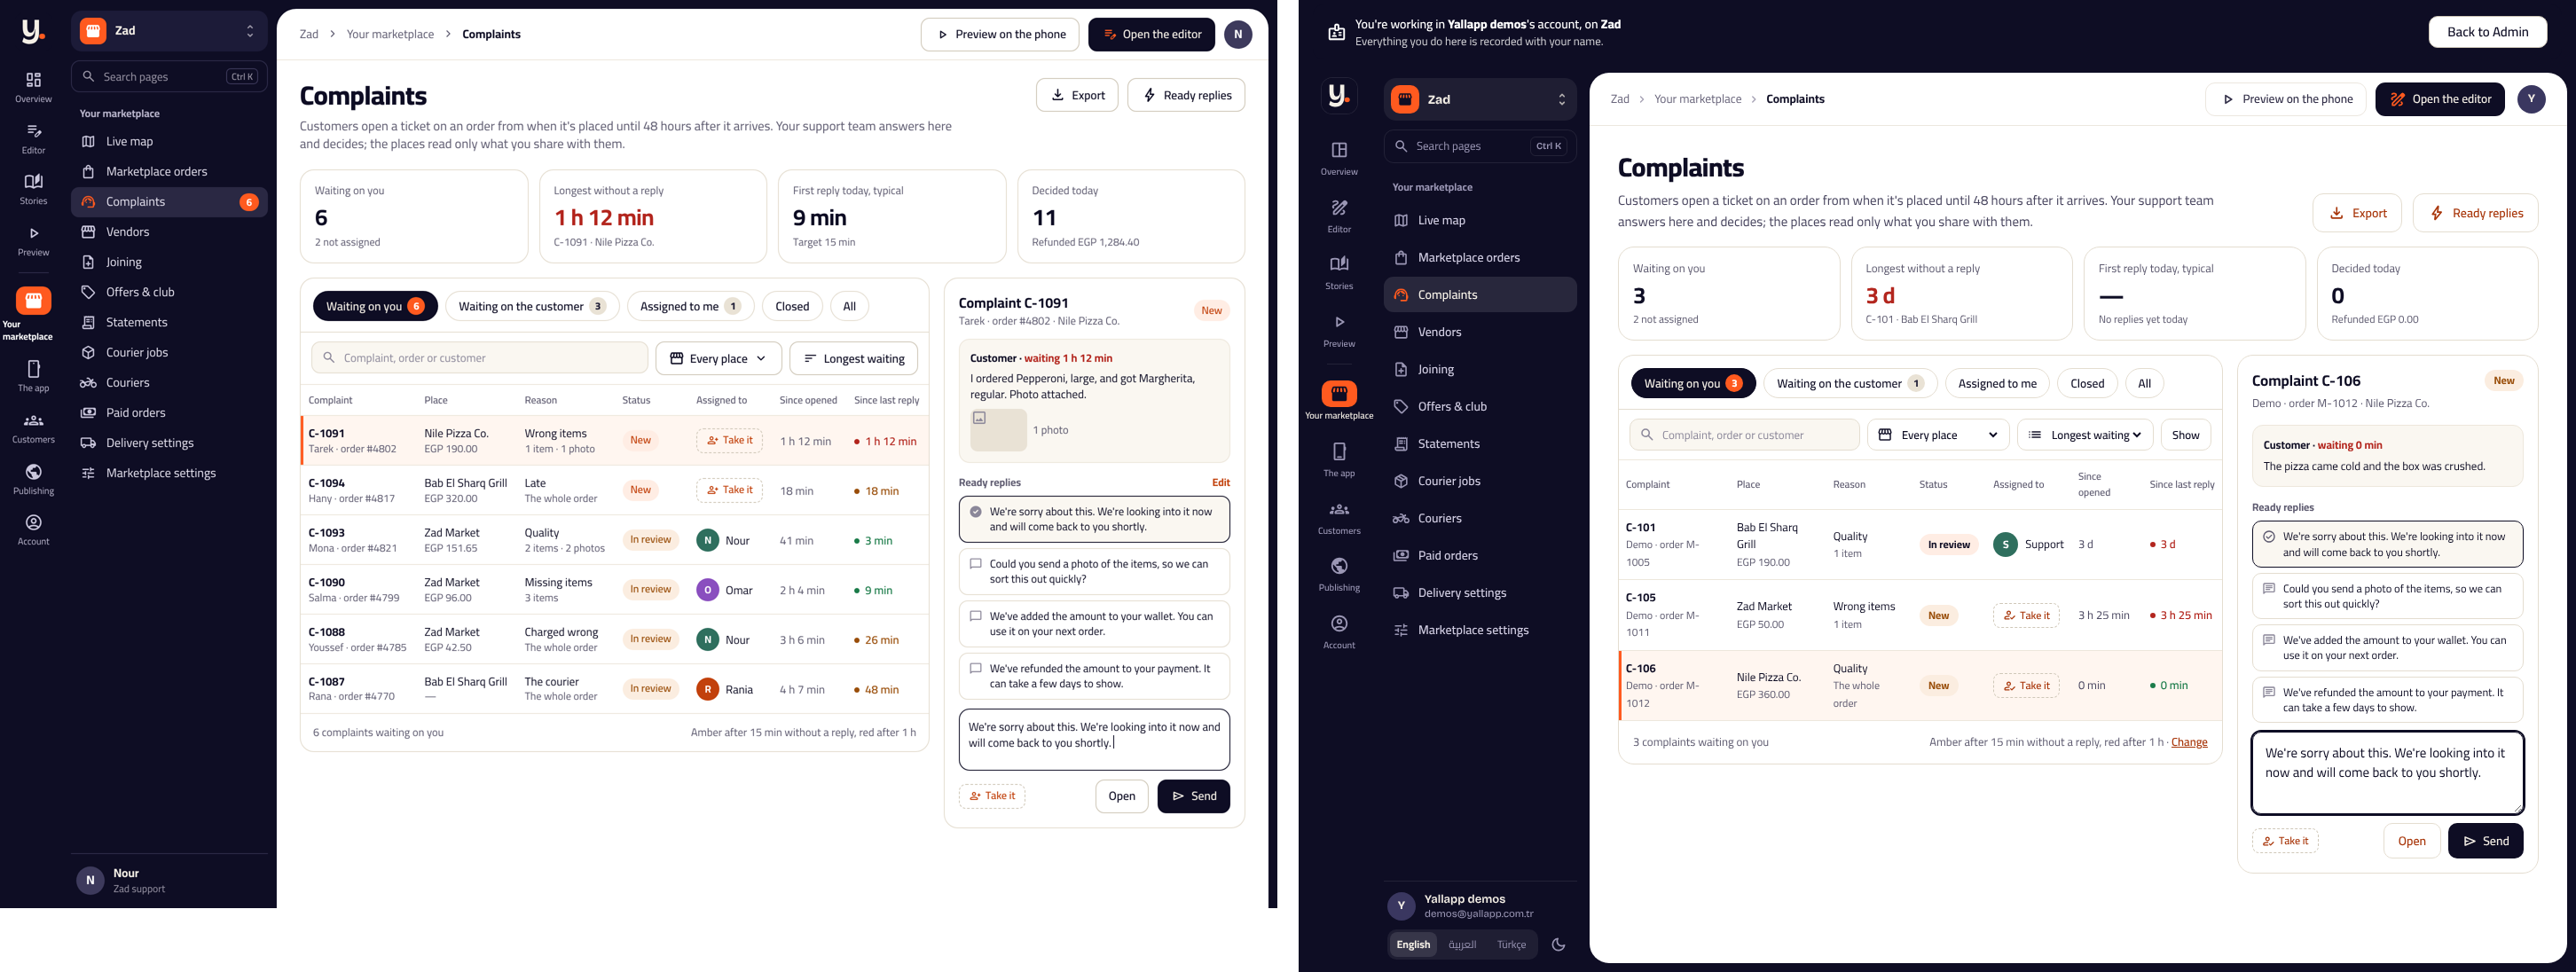 y.
Overview
Editor
Stories
Preview
Your marketplace
The app
Customers
Publishing
Account
Zad
Search pages
Ctrl K
Your marketplace
Live map
Marketplace orders
Complaints
6
Vendors
Joining
Offers & club
Statements
Courier jobs
Couriers
Paid orders
Delivery settings
Marketplace settings
N
Nour
Zad support
Zad > Your marketplace > Complaints
Preview on the phone
Open the editor
N
Complaints
Customers open a ticket on an order from when it's placed until 48 hours after it arrives. Your support team answers here
and decides; the places read only what you share with them.
Export
Ready replies
Waiting on you
6
2 not assigned
Longest without a reply
1 h 12 min
C-1091 · Nile Pizza Co.
First reply today, typical
9 min
Target 15 min
Decided today
11
Refunded EGP 1,284.40
Waiting on you 6
Waiting on the customer 3
Assigned to me 1
Closed
All
Complaint, order or customer
Every place
Longest waiting
Complaint Place Reason Status Assigned to Since opened Since last reply
C-1091 Nile Pizza Co. Wrong items New Take it 1 h 12 min 1 h 12 min
Tarek · order #4802 EGP 190.00 1 item · 1 photo
C-1094 Bab El Sharq Grill Late New Take it 18 min 18 min
Hany · order #4817 EGP 320.00 The whole order
C-1093 Zad Market Quality In review N Nour 41 min 3 min
Mona · order #4821 EGP 151.65 2 items · 2 photos
C-1090 Zad Market Missing items In review O Omar 2 h 4 min 9 min
Salma · order #4799 EGP 96.00 3 items
C-1088 Zad Market Charged wrong In review N Nour 3 h 6 min 26 min
Youssef · order #4785 EGP 42.50 The whole order
C-1087 Bab El Sharq Grill The courier In review R Rania 4 h 7 min 48 min
Rana · order #4770 — The whole order
6 complaints waiting on you
Amber after 15 min without a reply, red after 1 h
Complaint C-1091
New
Tarek · order #4802 · Nile Pizza Co.
Customer · waiting 1 h 12 min
I ordered Pepperoni, large, and got Margherita,
regular. Photo attached.
1 photo
Ready replies
Edit
We're sorry about this. We're looking into it now
and will come back to you shortly.
Could you send a photo of the items, so we can
sort this out quickly?
We've added the amount to your wallet. You can
use it on your next order.
We've refunded the amount to your payment. It
can take a few days to show.
We're sorry about this. We're looking into it now and
will come back to you shortly.
Take it
Open
Send
You're working in Yallapp demos's account, on Zad
Everything you do here is recorded with your name.
Back to Admin
y.
Overview
Editor
Stories
Preview
Your marketplace
The app
Customers
Publishing
Account
Zad
Search pages
Ctrl K
Your marketplace
Live map
Marketplace orders
Complaints
Vendors
Joining
Offers & club
Statements
Courier jobs
Couriers
Paid orders
Delivery settings
Marketplace settings
Y
Yallapp demos
demos@yallapp.com.tr
English
العربية
Türkçe
Zad > Your marketplace > Complaints
Preview on the phone
Open the editor
Y
Complaints
Customers open a ticket on an order from when it's placed until 48 hours after it arrives. Your support team
answers here and decides; the places read only what you share with them.
Export
Ready replies
Waiting on you
3
2 not assigned
Longest without a reply
3 d
C-101 · Bab El Sharq Grill
First reply today, typical
—
No replies yet today
Decided today
0
Refunded EGP 0.00
Waiting on you 3
Waiting on the customer 1
Assigned to me
Closed
All
Complaint, order or customer
Every place
Longest waiting
Show
Complaint Place Reason Status Assigned to Since opened Since last reply
C-101
Demo · order M-
1005
Bab El Sharq
Grill
EGP 190.00
Quality
1 item
In review
S Support
3 d
3 d
C-105
Demo · order M-
1011
Zad Market
EGP 50.00
Wrong items
1 item
New
Take it
3 h 25 min
3 h 25 min
C-106
Demo · order M-
1012
Nile Pizza Co.
EGP 360.00
Quality
The whole
order
New
Take it
0 min
0 min
3 complaints waiting on you
Amber after 15 min without a reply, red after 1 h · Change
Complaint C-106
New
Demo · order M-1012 · Nile Pizza Co.
Customer · waiting 0 min
The pizza came cold and the box was crushed.
Ready replies
We're sorry about this. We're looking into it now
and will come back to you shortly.
Could you send a photo of the items, so we can
sort this out quickly?
We've added the amount to your wallet. You can
use it on your next order.
We've refunded the amount to your payment. It
can take a few days to show.
We're sorry about this. We're looking into it
now and will come back to you shortly.
Take it
Open
Send